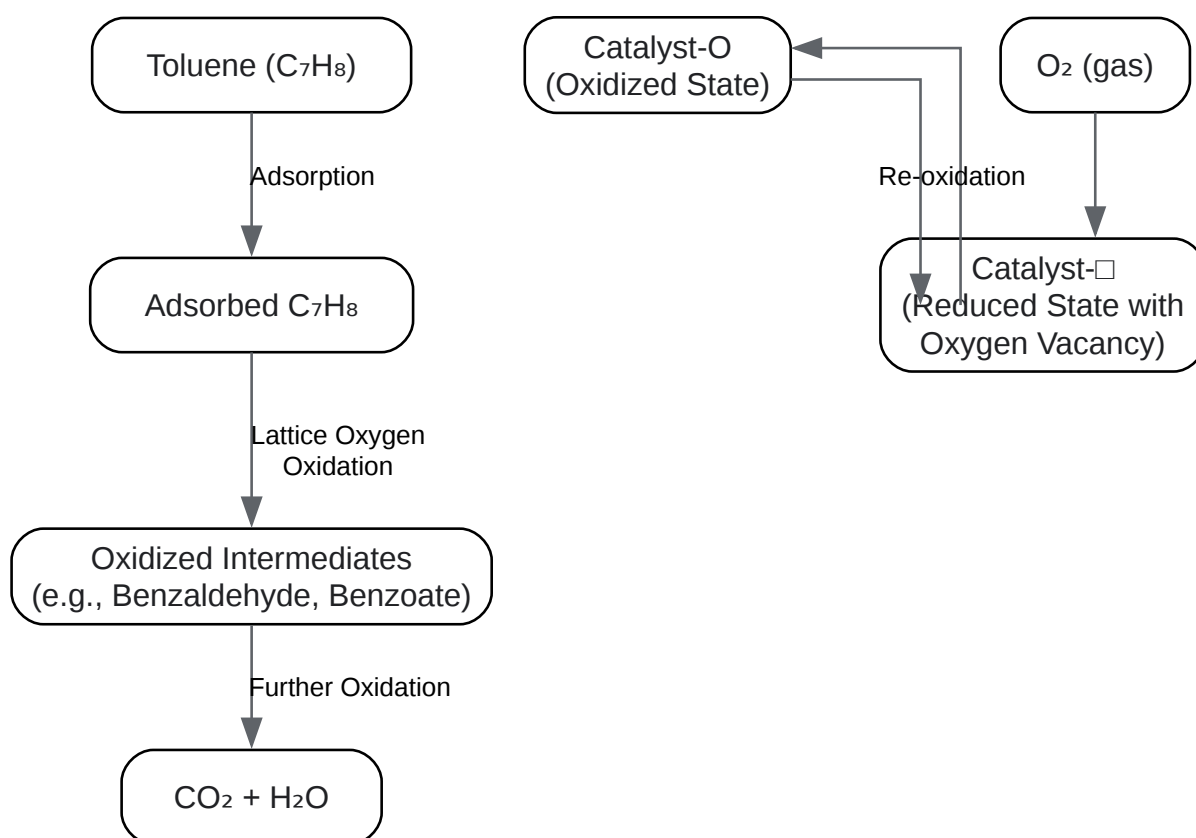 Toluene (C₇H₈)
Adsorption
Adsorbed C₇H₈
Lattice Oxygen
Oxidation
Oxidized Intermediates
(e.g., Benzaldehyde, Benzoate)
Further Oxidation
CO₂ + H₂O
Catalyst-O
(Oxidized State)
O₂ (gas)
Re-oxidation
Catalyst-□
(Reduced State with
Oxygen Vacancy)